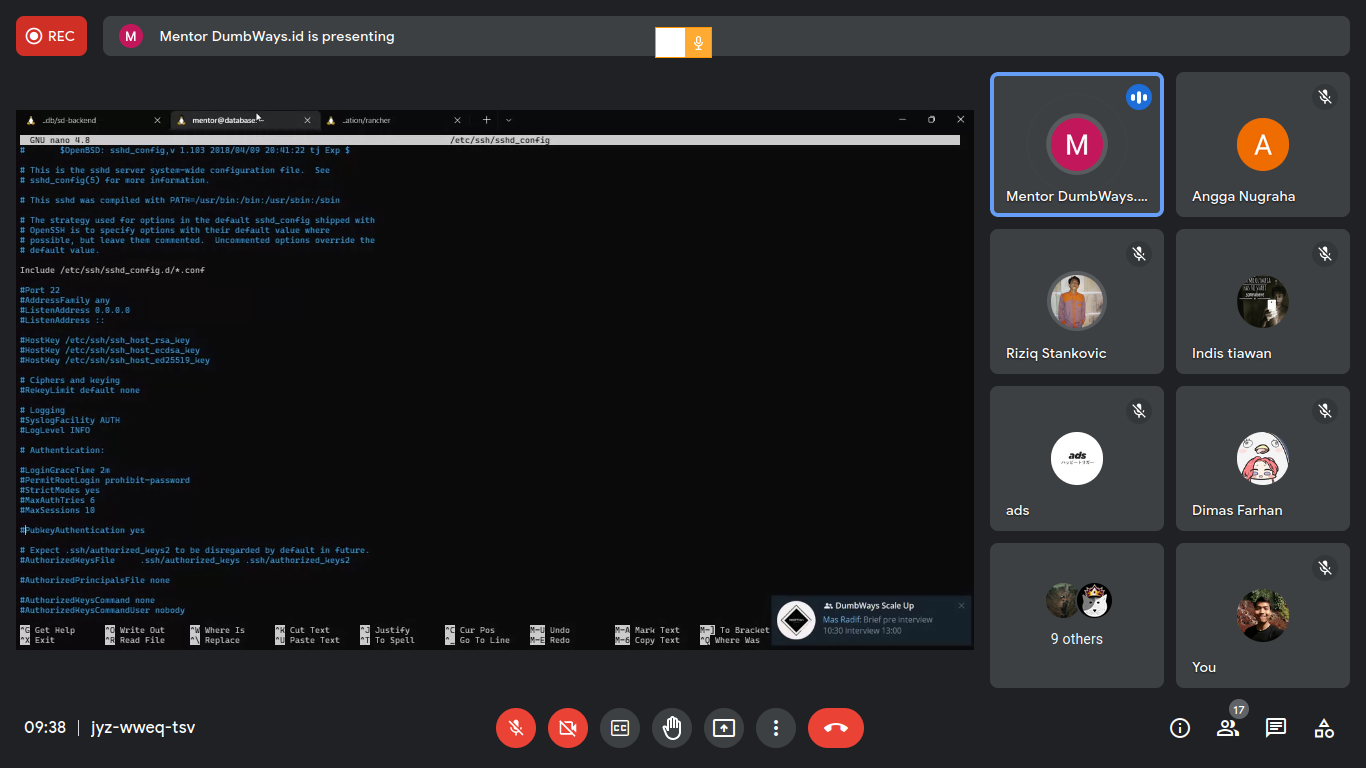 REC
M
Mentor DumbWays.id is presenting
..db/sd-backend
mentor@database: ~
..ation/rancher
GNU nano 4.8 /etc/ssh/sshd_config
# $OpenBSD: sshd_config,v 1.103 2018/04/09 20:41:22 tj Exp $
# This is the sshd server system-wide configuration file. See
# sshd_config(5) for more information.
# This sshd was compiled with PATH=/usr/bin:/bin:/usr/sbin:/sbin
# The strategy used for options in the default sshd_config shipped with
# OpenSSH is to specify options with their default value where
# possible, but leave them commented. Uncommented options override the
# default value.
Include /etc/ssh/sshd_config.d/*.conf
#Port 22
#AddressFamily any
#ListenAddress 0.0.0.0
#ListenAddress ::
#HostKey /etc/ssh/ssh_host_rsa_key
#HostKey /etc/ssh/ssh_host_ecdsa_key
#HostKey /etc/ssh/ssh_host_ed25519_key
# Ciphers and keying
#RekeyLimit default none
# Logging
#SyslogFacility AUTH
#LogLevel INFO
# Authentication:
#LoginGraceTime 2m
#PermitRootLogin prohibit-password
#StrictModes yes
#MaxAuthTries 6
#MaxSessions 10
#PubkeyAuthentication yes
# Expect .ssh/authorized_keys2 to be disregarded by default in future.
#AuthorizedKeysFile .ssh/authorized_keys .ssh/authorized_keys2
#AuthorizedPrincipalsFile none
#AuthorizedKeysCommand none
#AuthorizedKeysCommandUser nobody
^G Get Help ^O Write Out ^W Where Is ^K Cut Text ^J Justify ^C Cur Pos M-U Undo M-A Mark Text M-] To Bracket
^X Exit ^R Read File ^\ Replace ^U Paste Text ^T To Spell ^_ Go To Line M-E Redo M-6 Copy Text ^Q Where Was
DumbWays Scale Up
Mas Radif: Brief pre interview
10:30 Interview 13:00
M
Mentor DumbWays....
A
Angga Nugraha
Riziq Stankovic
Indis tiawan
ads
ハッピートリガー
ads
Dimas Farhan
9 others
You
09:38 | jyz-wweq-tsv
CC
17